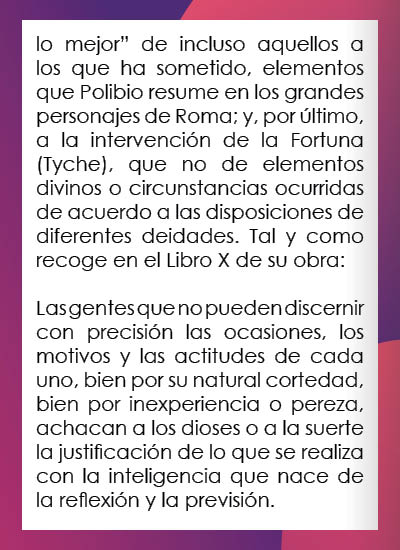 lo mejor” de incluso aquellos a
los que ha sometido, elementos
que Polibio resume en los grandes
personajes de Roma; y, por último,
a la intervención de la Fortuna
(Tyche), que no de elementos
divinos o circunstancias ocurridas
de acuerdo a las disposiciones de
diferentes deidades. Tal y como
recoge en el Libro X de su obra:

Las gentes que no pueden discernir
con precisión las ocasiones, los
motivos y las actitudes de cada
uno, bien por su natural cortedad,
bien por inexperiencia o pereza,
achacan a los dioses o a la suerte
la justificación de lo que se realiza
con la inteligencia que nace de
la reflexión y la previsión.